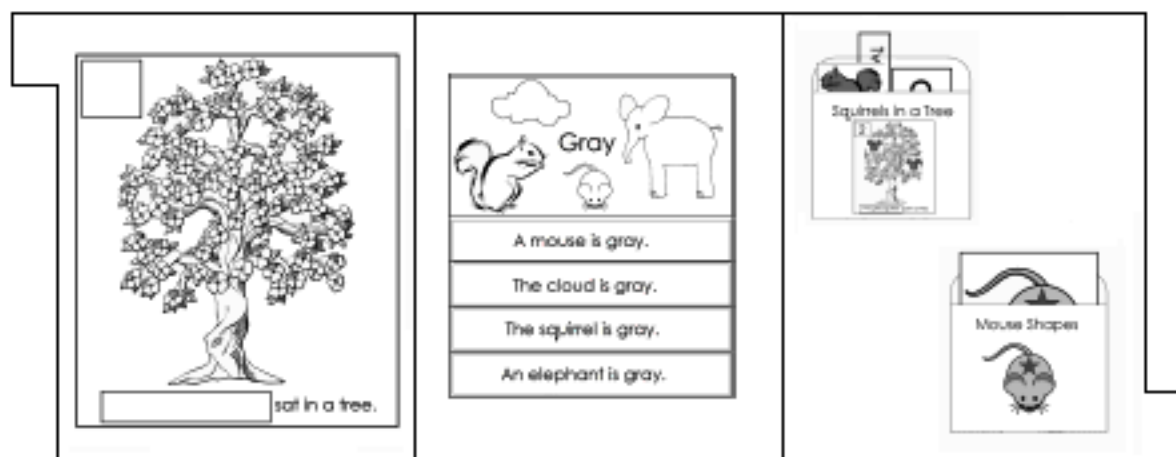 sat in a tree.
Gray
A mouse is gray.
The cloud is gray.
The squirrel is gray.
An elephant is gray.
Squirrels in a Tree
2
Mouse Shapes